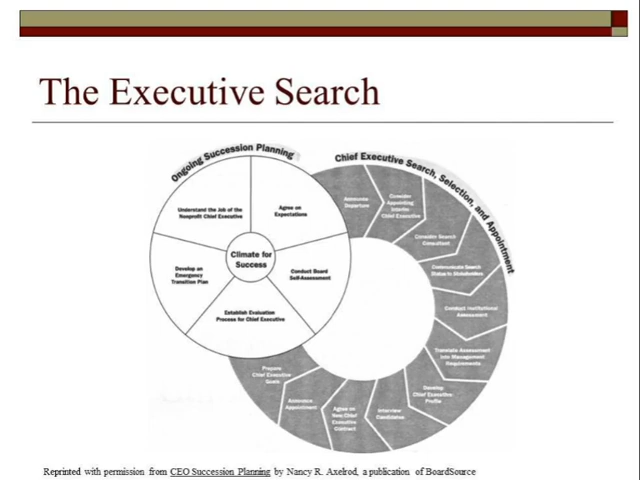 The Executive Search
Ongoing Succession Planning
Understand the Job of the
Nonprofit Chief Executive
Agree on
Expectations
Conduct Board
Self-Assessment
Establish Evaluation
Process for Chief Executive
Develop an
Emergency
Transition Plan
Climate for
Success
Chief Executive Search, Selection, and Appointment
Announce
Departure
Consider
Appointing
Interim
Chief Executive
Consider Search
Consultant
Communicate Search
Status to Stakeholders
Conduct Institutional
Assessment
Translate Assessment
into Management
Requirements
Develop
Chief Executive
Profile
Interview
Candidates
Agree on
New Chief
Executive
Contract
Announce
Appointment
Prepare
Chief Executive
Goals
Reprinted with permission from CEO Succession Planning by Nancy R. Axelrod, a publication of BoardSource